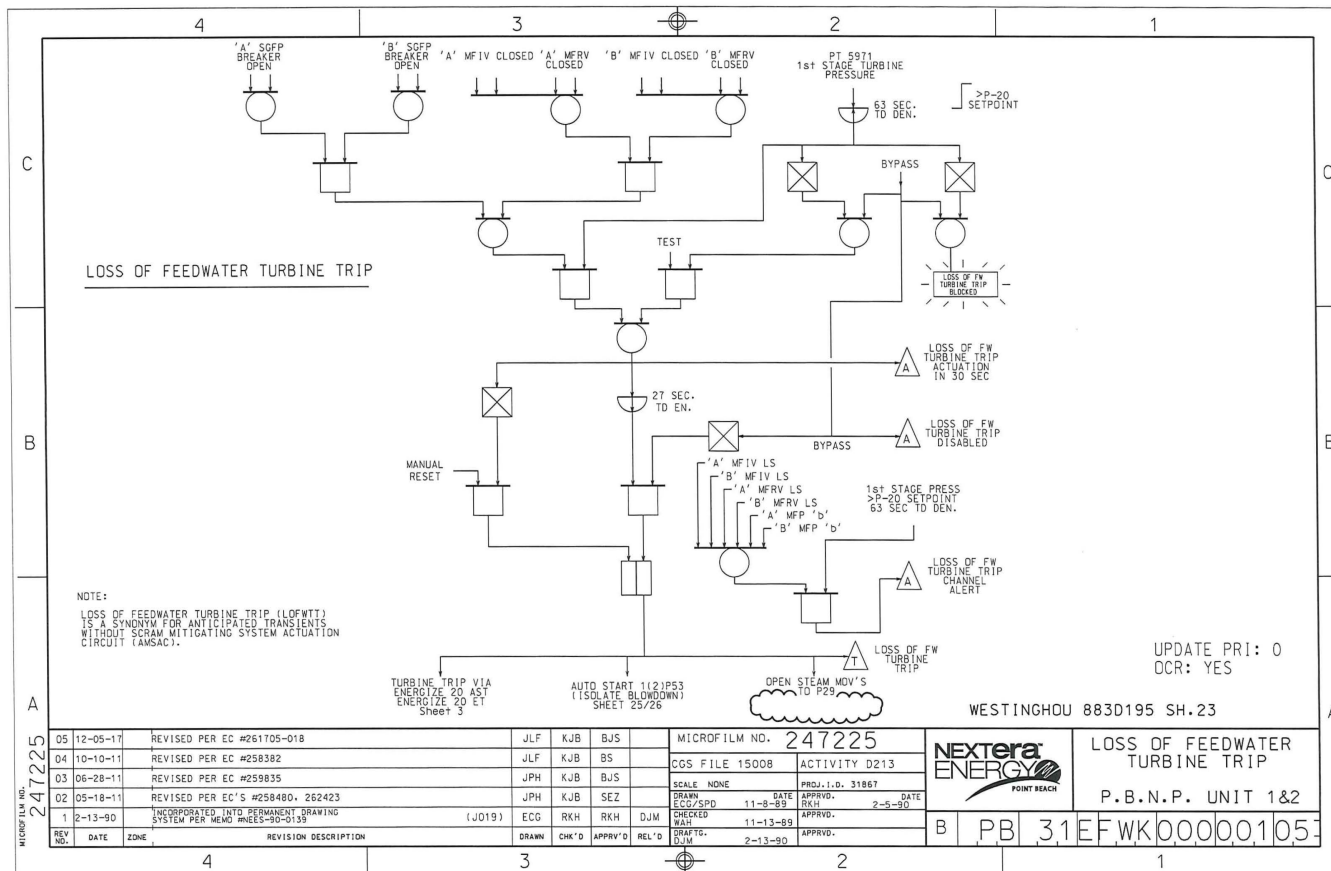 4 3 2 1
'A' SGFP
BREAKER
OPEN
'B' SGFP
BREAKER
OPEN
'A' MFIV CLOSED
'A' MFRV
CLOSED
'B' MFIV CLOSED
'B' MFRV
CLOSED
PT 5971
1st STAGE TURBINE
PRESSURE
63 SEC.
TD DEN.
>P-20
SETPOINT
C
C
BYPASS
TEST
LOSS OF FEEDWATER TURBINE TRIP
LOSS OF FW
TURBINE TRIP
BLOCKED
A
LOSS OF FW
TURBINE TRIP
ACTUATION
IN 30 SEC
27 SEC.
TD EN.
B
BYPASS
A
LOSS OF FW
TURBINE TRIP
DISABLED
MANUAL
RESET
'A' MFIV LS
'B' MFIV LS
'A' MFRV LS
'B' MFRV LS
'A' MFP 'b'
'B' MFP 'b'
1st STAGE PRESS
>P-20 SETPOINT
63 SEC TD DEN.
A
LOSS OF FW
TURBINE TRIP
CHANNEL
ALERT
NOTE:
LOSS OF FEEDWATER TURBINE TRIP (LOFWTT)
IS A SYNONYM FOR ANTICIPATED TRANSIENTS
WITHOUT SCRAM MITIGATING SYSTEM ACTUATION
CIRCUIT (AMSAC).
T
LOSS OF FW
TURBINE TRIP
TURBINE TRIP VIA
ENERGIZE 20 AST
ENERGIZE 20 ET
Sheet 3
AUTO START 1(2)P53
(ISOLATE BLOWDOWN)
SHEET 25/26
OPEN STEAM MOV'S
TO P29
UPDATE PRI: 0
OCR: YES
A
WESTINGHOU 883D195 SH.23
MICROFILM NO. 247225
05 12-05-17 REVISED PER EC #261705-018 JLF KJB BJS
04 10-10-11 REVISED PER EC #258382 JLF KJB BS
03 06-28-11 REVISED PER EC #259835 JPH KJB BJS
02 05-18-11 REVISED PER EC'S #258480, 262423 JPH KJB SEZ
1 2-13-90 INCORPORATED INTO PERMANENT DRAWING
SYSTEM PER MEMO #NEES-90-0139 (J019) ECG RKH RKH DJM
REV NO. DATE ZONE REVISION DESCRIPTION DRAWN CHK'D APPRV'D REL'D
MICROFILM NO. 247225
CGS FILE 15008 ACTIVITY D213
SCALE NONE PROJ.I.D. 31867
DRAWN ECG/SPD DATE 11-8-89 APPRVD. RKH DATE 2-5-90
CHECKED WAH 11-13-89 APPRVD.
DRAFTG. DJM 2-13-90 APPRVD.
NEXTera
ENERGY
POINT BEACH
LOSS OF FEEDWATER
TURBINE TRIP
P.B.N.P. UNIT 1&2
B PB 31EFWK00000105
4 3 2 1